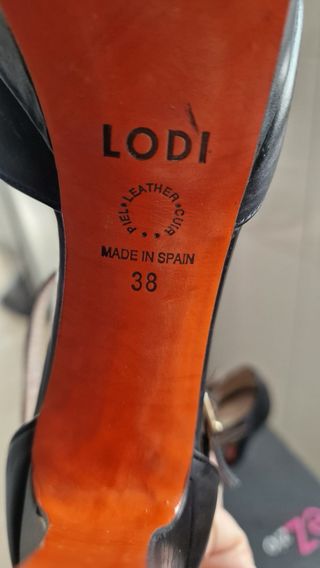 LODI
PIEL • LEATHER • CUIR
MADE IN SPAIN
38